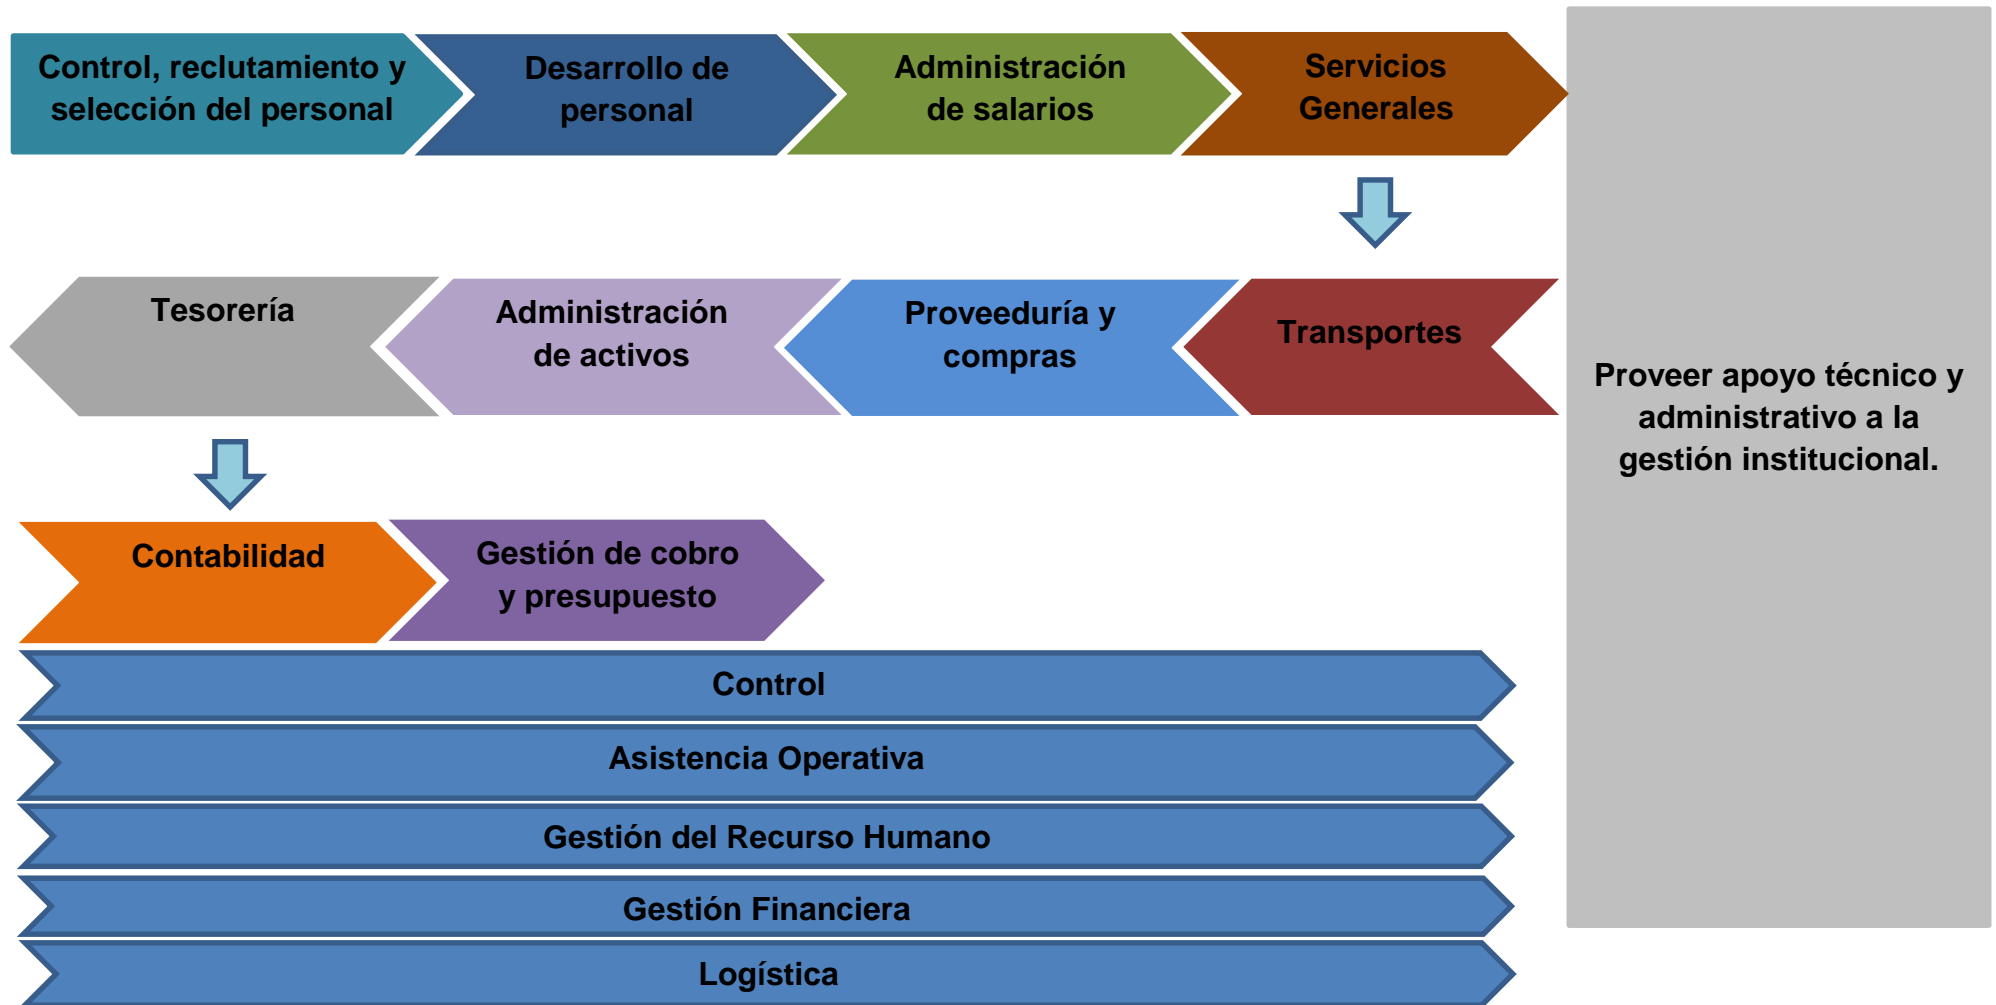 Control, reclutamiento y
selección del personal
Desarrollo de
personal
Administración
de salarios
Servicios
Generales
Tesorería
Administración
de activos
Proveeduría y
compras
Transportes
Proveer apoyo técnico y
administrativo a la
gestión institucional.
Contabilidad
Gestión de cobro
y presupuesto
Control
Asistencia Operativa
Gestión del Recurso Humano
Gestión Financiera
Logística